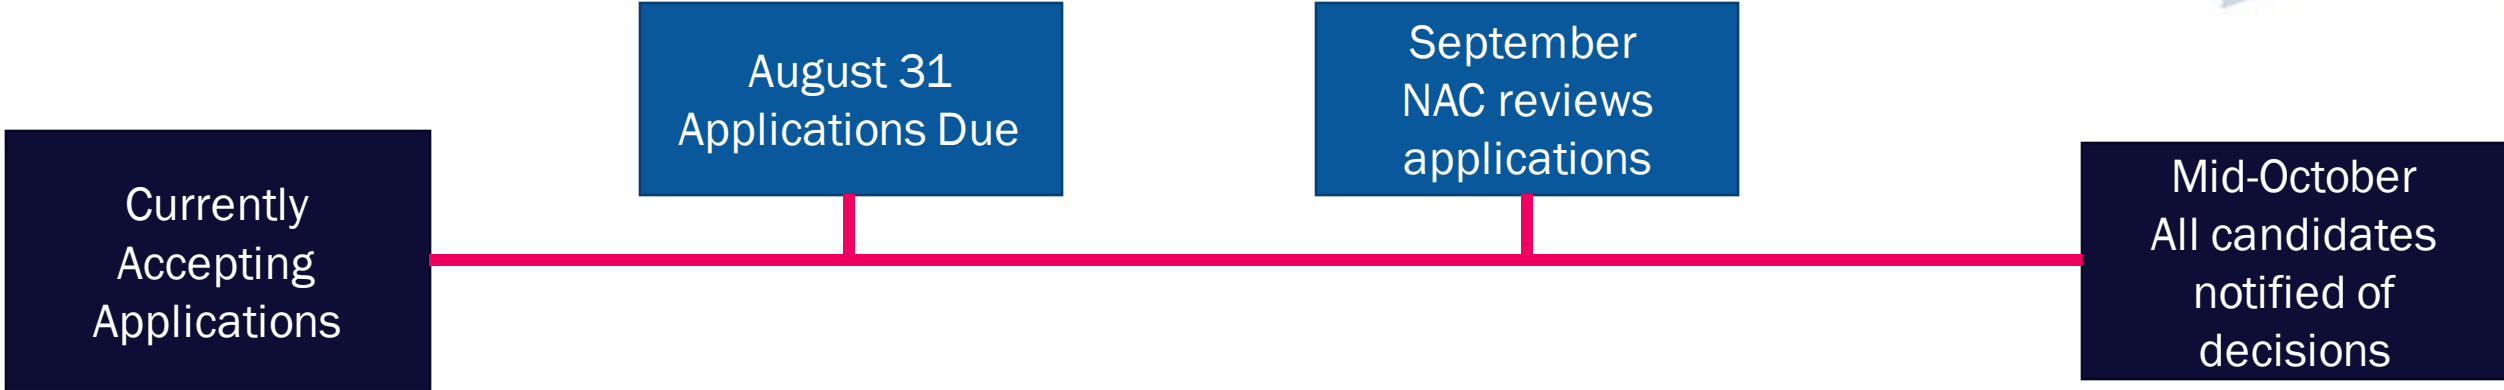 Currently
Accepting
Applications
August 31
Applications Due
September
NAC reviews
applications
Mid-October
All candidates
notified of
decisions